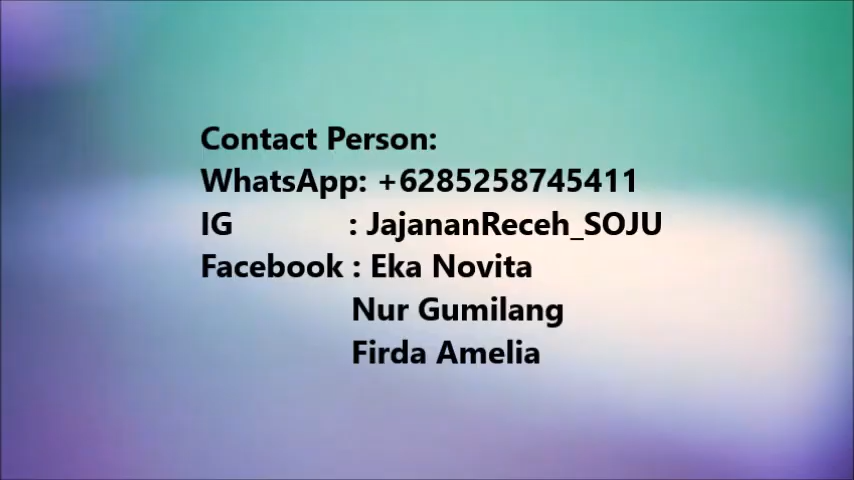 Contact Person:
WhatsApp: +6285258745411
IG : JajananReceh_SOJU
Facebook : Eka Novita
Nur Gumilang
Firda Amelia